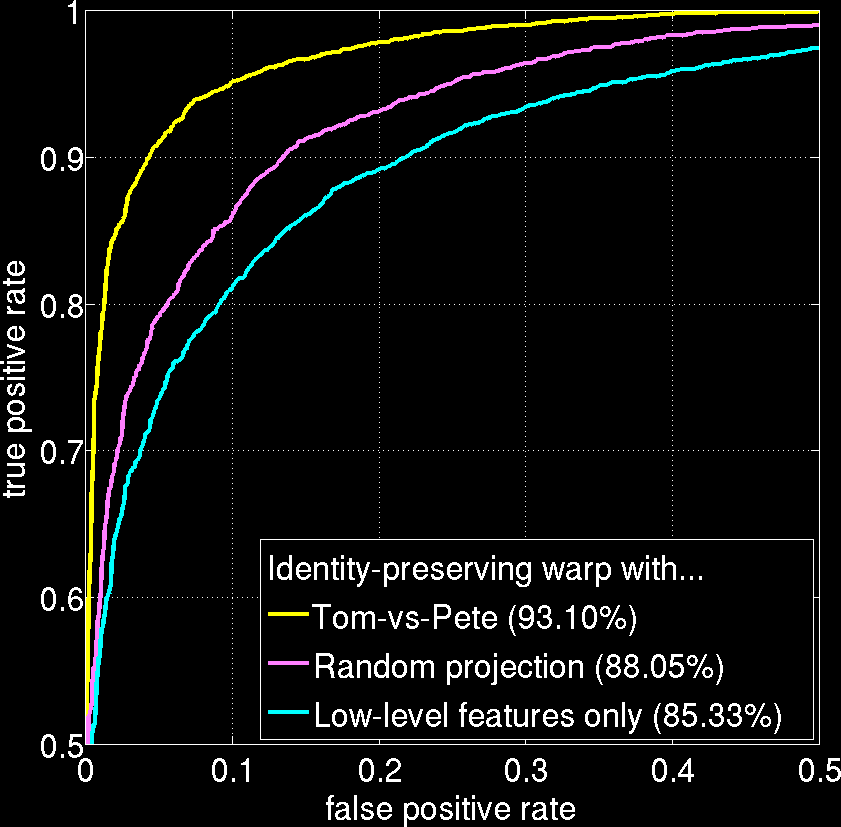 1
0.9
0.8
0.7
0.6
0.5
true positive rate
Identity-preserving warp with...
Tom-vs-Pete (93.10%)
Random projection (88.05%)
Low-level features only (85.33%)
0 0.1 0.2 0.3 0.4 0.5
false positive rate